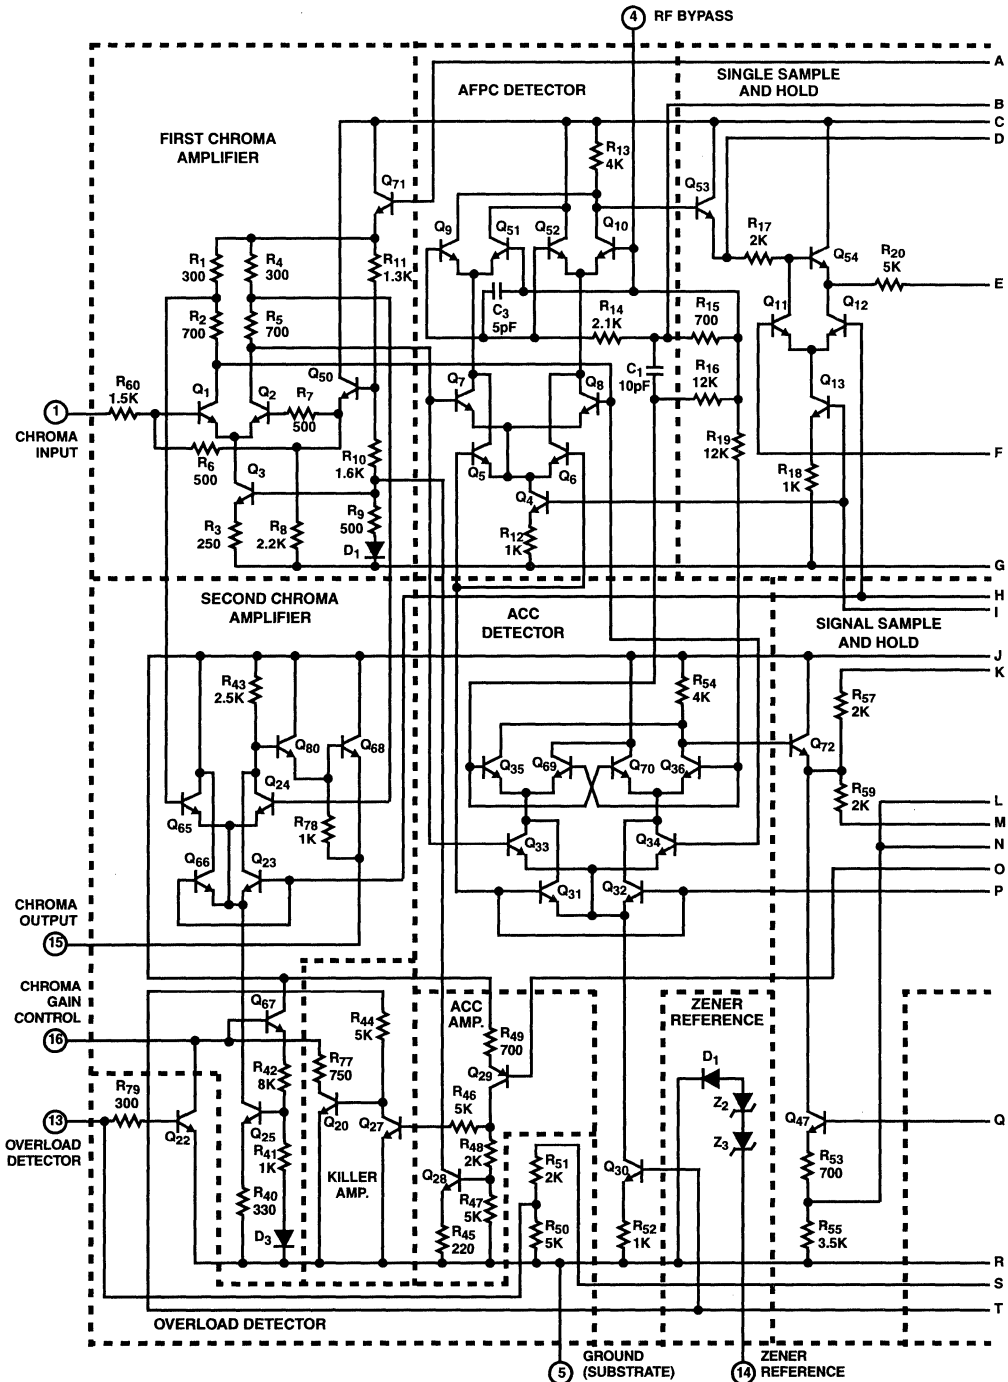 4 RF BYPASS
A
AFPC DETECTOR
SINGLE SAMPLE
AND HOLD
B
C
D
FIRST CHROMA
AMPLIFIER
R13
4K
Q71
Q53
Q9
Q51
Q52
Q10
R17
2K
Q54
R20
5K
E
R1
300
R4
300
R11
1.3K
C3
5pF
R14
2.1K
R15
700
Q11
Q12
R2
700
R5
700
C1
10pF
R16
12K
R60
1.5K
Q1
Q2
R7
500
Q50
Q7
Q8
Q13
1
CHROMA
INPUT
R6
500
Q3
R10
1.6K
Q5
Q6
R19
12K
F
R18
1K
Q4
R3
250
R8
2.2K
R9
500
D1
R12
1K
G
SECOND CHROMA
AMPLIFIER
ACC
DETECTOR
SIGNAL SAMPLE
AND HOLD
H
I
J
K
R43
2.5K
R54
4K
R57
2K
Q80
Q68
Q35
Q69
Q70
Q36
Q72
Q65
Q24
R78
1K
R59
2K
L
M
Q33
Q34
N
Q66
Q23
O
Q31
Q32
P
CHROMA
OUTPUT
15
CHROMA
GAIN
CONTROL
16
Q67
R44
5K
ACC
AMP.
R49
700
ZENER
REFERENCE
R42
8K
R77
750
Q29
D1
Z2
Z3
R79
300
R46
5K
13
OVERLOAD
DETECTOR
Q22
Q25
Q20
Q27
Q47
Q
R41
1K
R48
2K
R51
2K
Q28
Q30
R53
700
KILLER
AMP.
R40
330
R47
5K
D3
R45
220
R50
5K
R52
1K
R55
3.5K
R
S
T
OVERLOAD DETECTOR
5
GROUND
(SUBSTRATE)
14
ZENER
REFERENCE